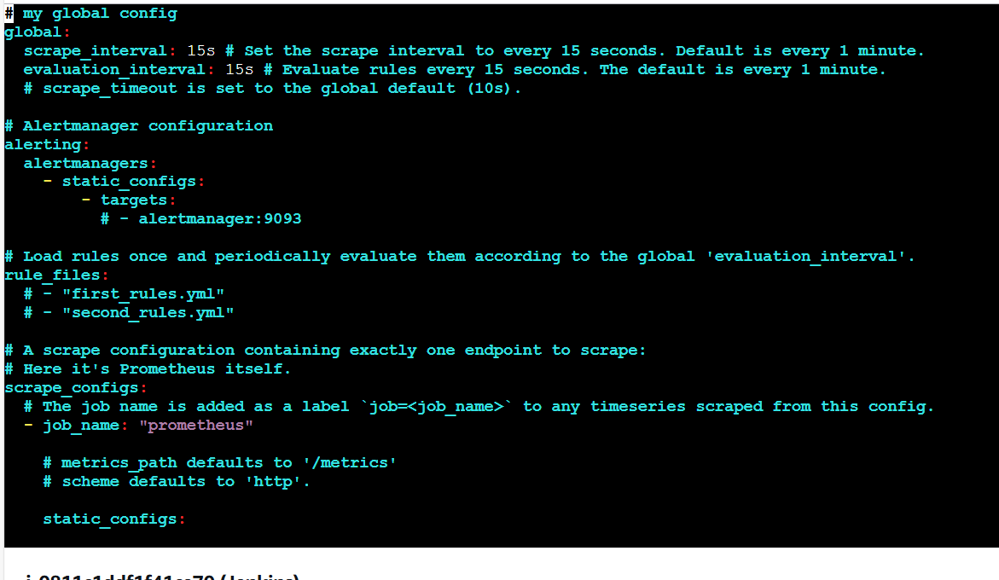 # my global config
global:
  scrape_interval: 15s # Set the scrape interval to every 15 seconds. Default is every 1 minute.
  evaluation_interval: 15s # Evaluate rules every 15 seconds. The default is every 1 minute.
  # scrape_timeout is set to the global default (10s).

# Alertmanager configuration
alerting:
  alertmanagers:
    - static_configs:
        - targets:
          # - alertmanager:9093

# Load rules once and periodically evaluate them according to the global 'evaluation_interval'.
rule_files:
  # - "first_rules.yml"
  # - "second_rules.yml"

# A scrape configuration containing exactly one endpoint to scrape:
# Here it's Prometheus itself.
scrape_configs:
  # The job name is added as a label `job=<job_name>` to any timeseries scraped from this config.
  - job_name: "prometheus"

    # metrics_path defaults to '/metrics'
    # scheme defaults to 'http'.

    static_configs:
(Jenkins)